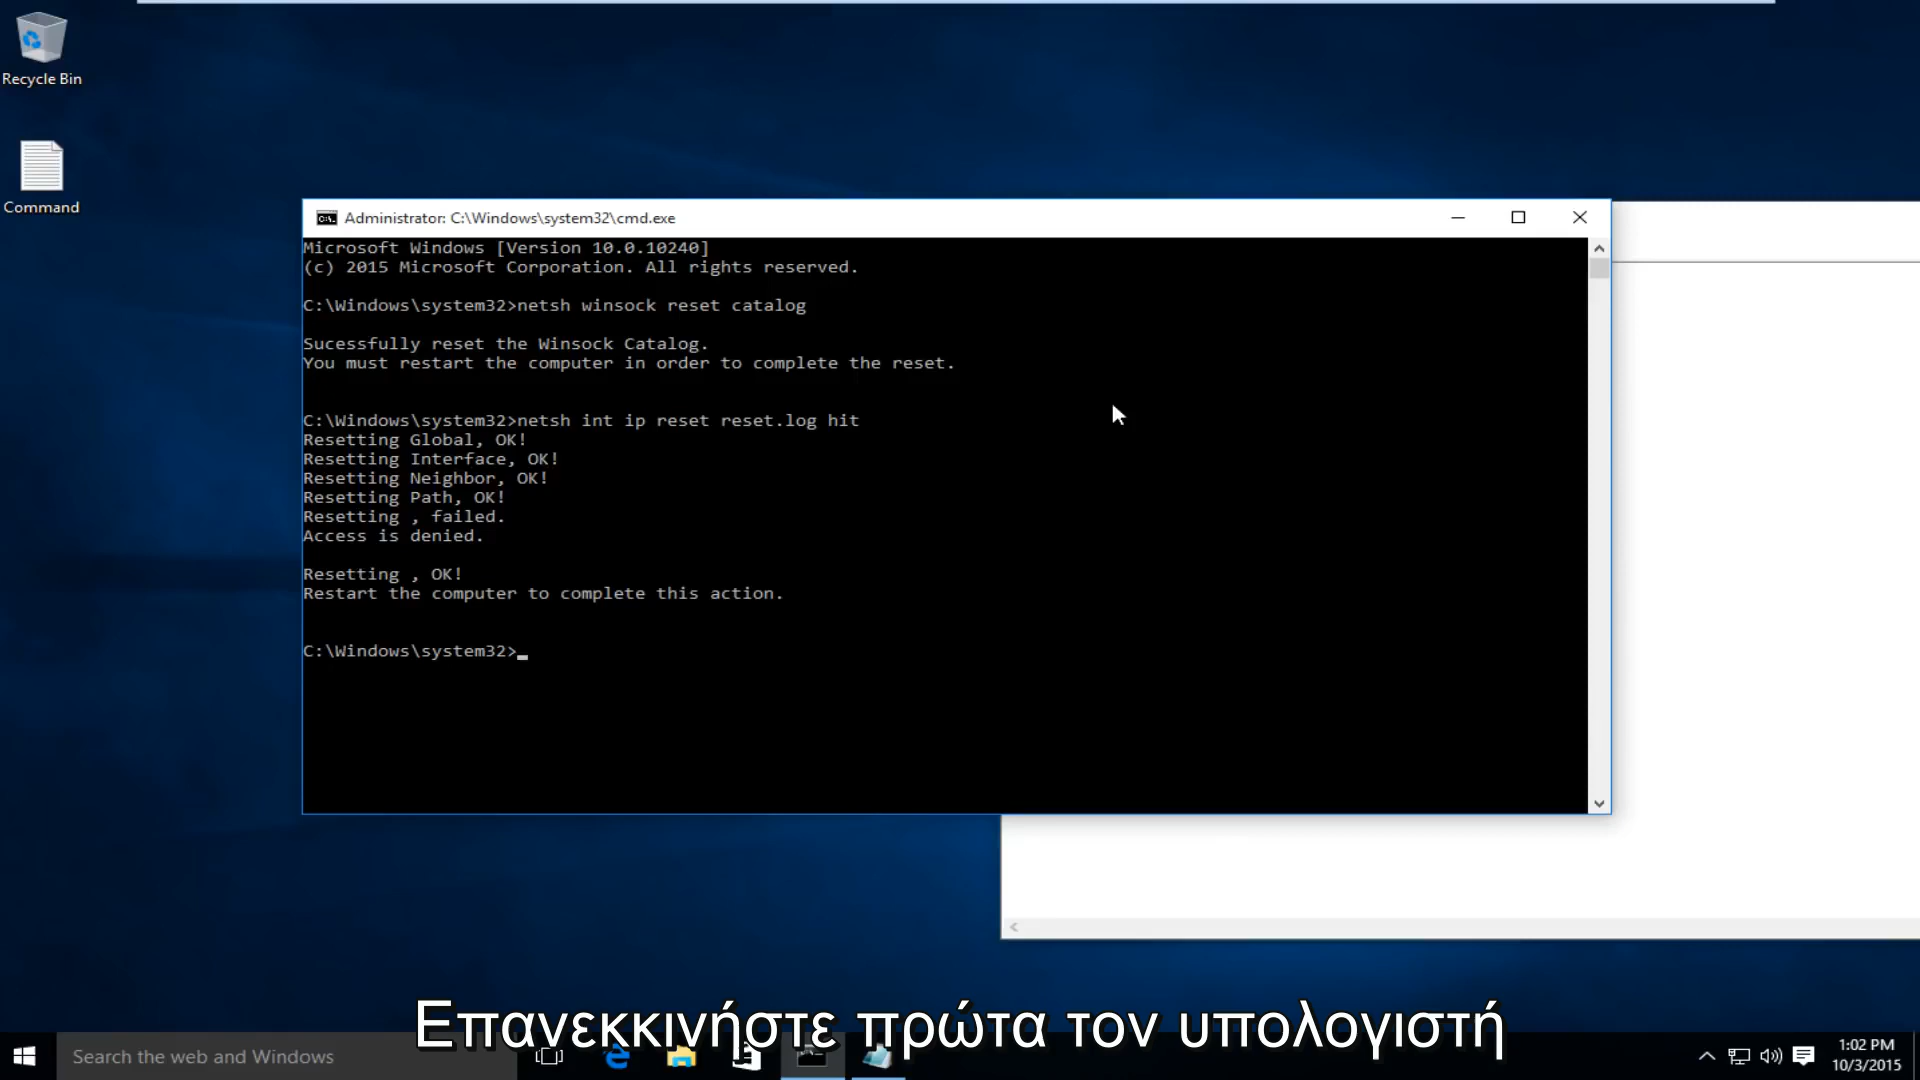 Recycle Bin
Command
Administrator: C:\Windows\system32\cmd.exe
Microsoft Windows [Version 10.0.10240]
(c) 2015 Microsoft Corporation. All rights reserved.
C:\Windows\system32>netsh winsock reset catalog
Sucessfully reset the Winsock Catalog.
You must restart the computer in order to complete the reset.
C:\Windows\system32>netsh int ip reset reset.log hit
Resetting Global, OK!
Resetting Interface, OK!
Resetting Neighbor, OK!
Resetting Path, OK!
Resetting , failed.
Access is denied.
Resetting , OK!
Restart the computer to complete this action.
C:\Windows\system32>_
Επανεκκινήστε πρώτα τον υπολογιστή
Search the web and Windows
1:02 PM
10/3/2015